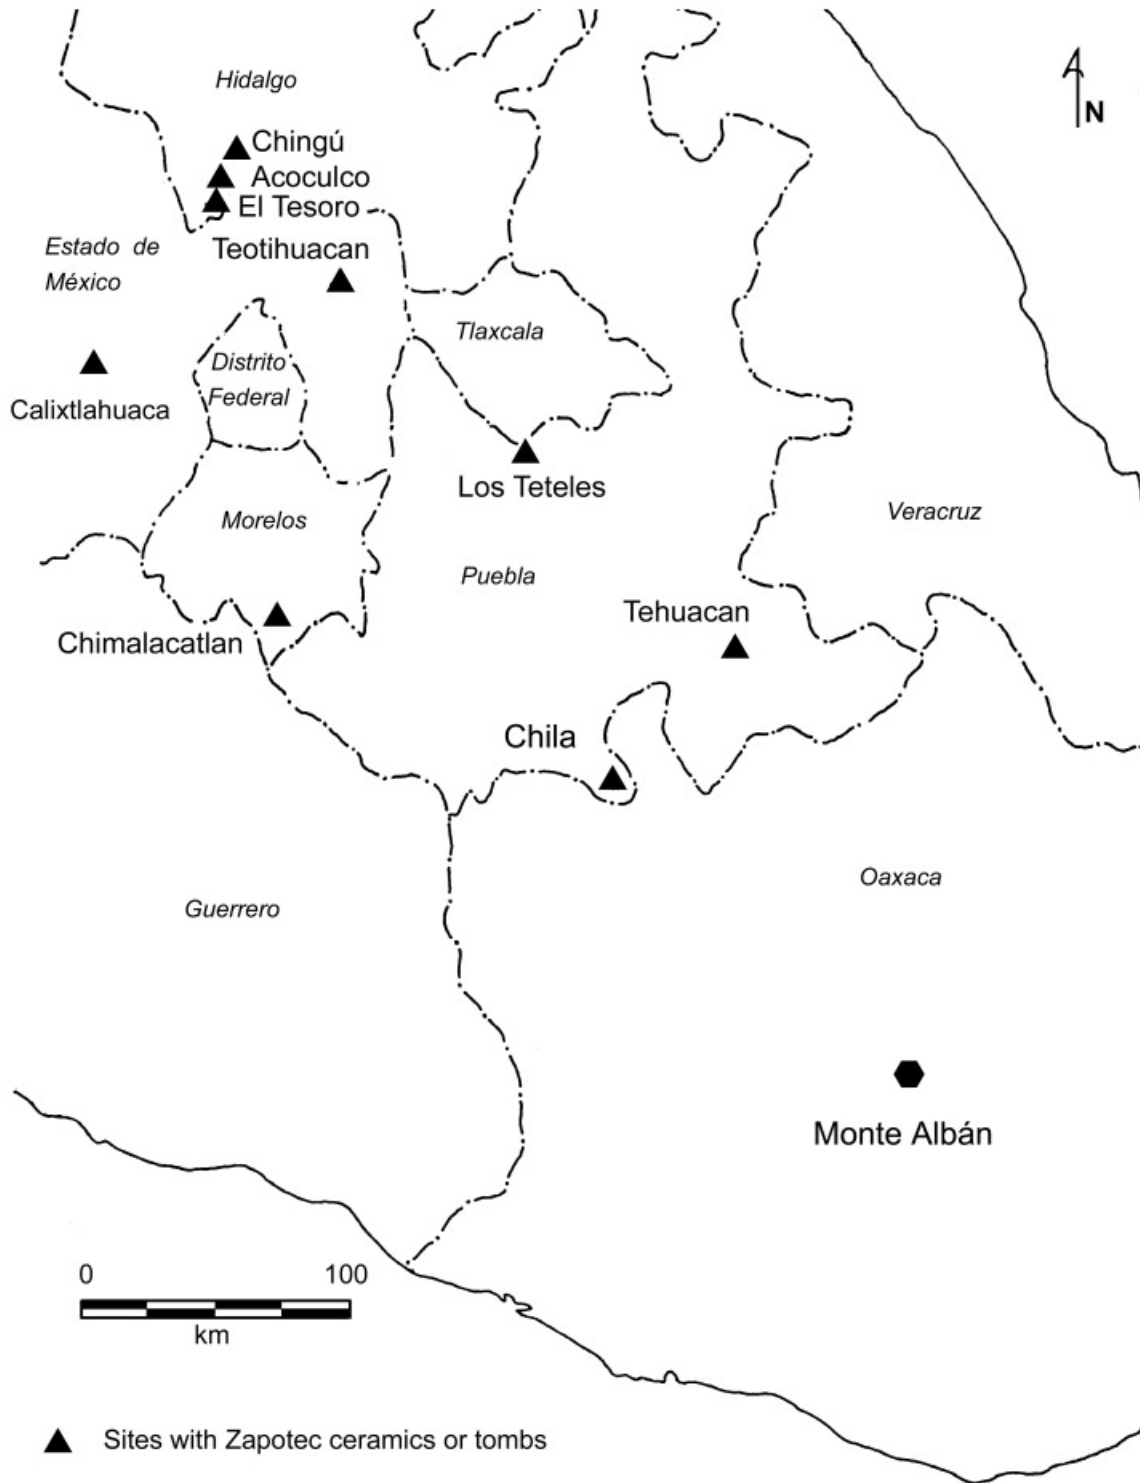 N
Hidalgo
Chingú
Acoculco
El Tesoro
Estado de
México
Teotihuacan
Tlaxcala
Distrito
Federal
Calixtlahuaca
Los Teteles
Morelos
Veracruz
Puebla
Tehuacan
Chimalacatlan
Chila
Oaxaca
Guerrero
Monte Albán
0 100
km
Sites with Zapotec ceramics or tombs